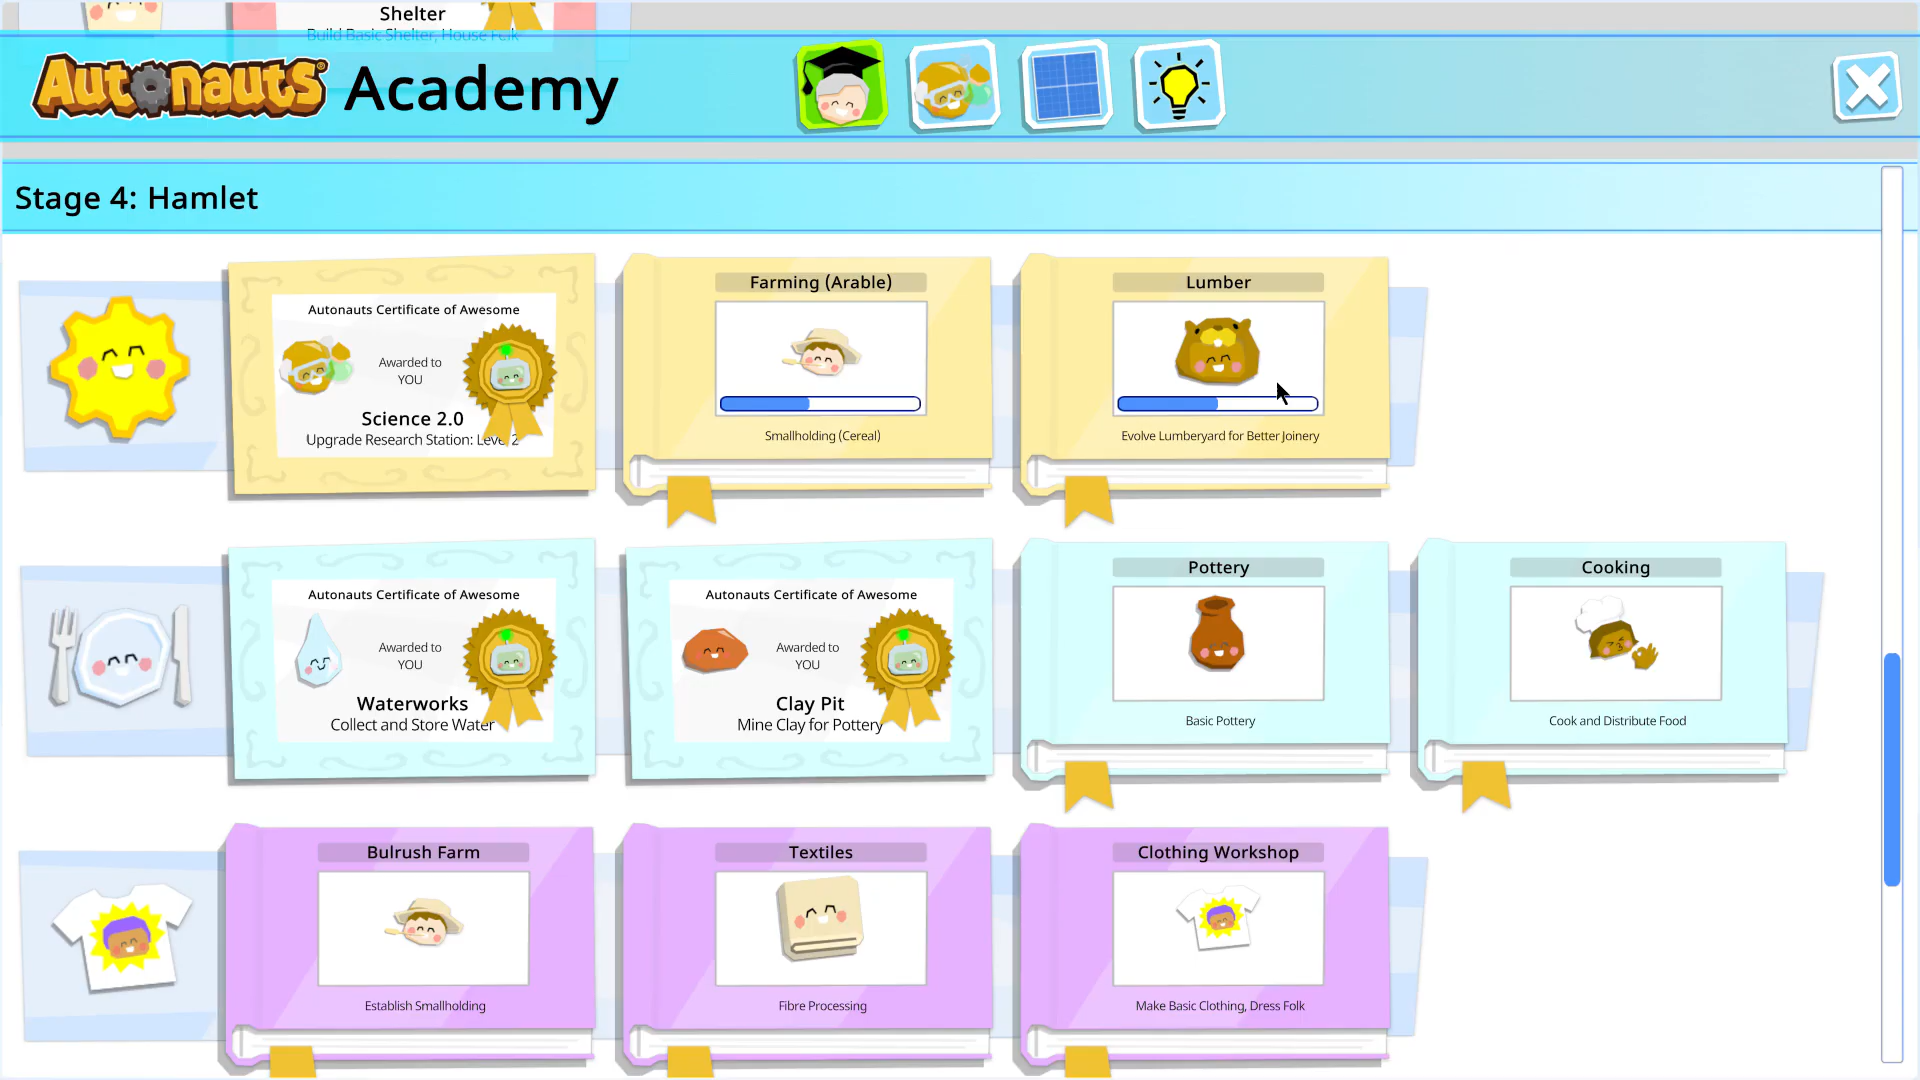 Shelter
Build Basic Shelter, House Folk
Autonauts Academy
Stage 4: Hamlet
Autonauts Certificate of Awesome
Awarded to
YOU
Science 2.0
Upgrade Research Station: Level 2
Farming (Arable)
Smallholding (Cereal)
Lumber
Evolve Lumberyard for Better Joinery
Autonauts Certificate of Awesome
Awarded to
YOU
Waterworks
Collect and Store Water
Autonauts Certificate of Awesome
Awarded to
YOU
Clay Pit
Mine Clay for Pottery
Pottery
Basic Pottery
Cooking
Cook and Distribute Food
Bulrush Farm
Establish Smallholding
Textiles
Fibre Processing
Clothing Workshop
Make Basic Clothing, Dress Folk